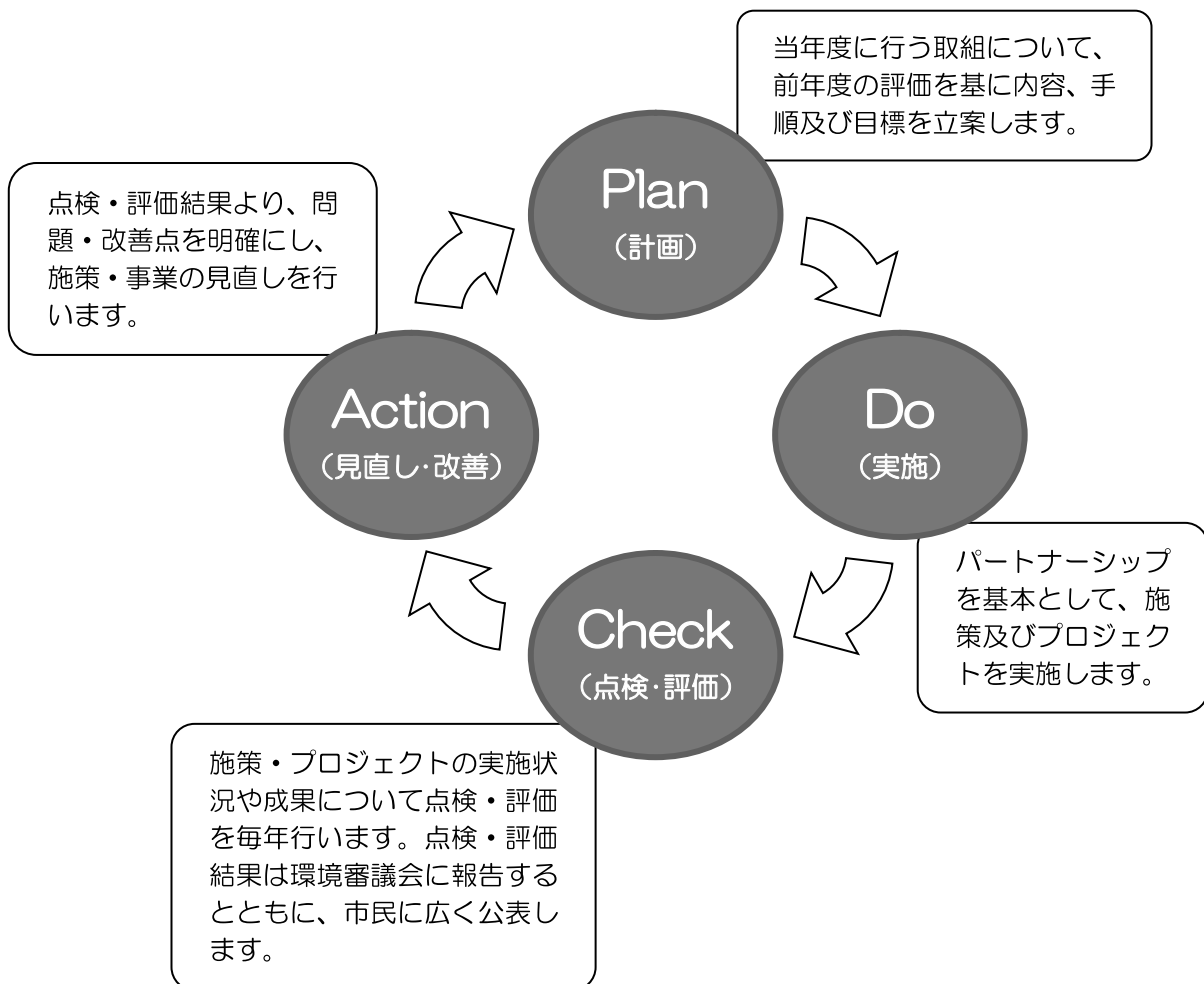 当年度に行う取組について、
前年度の評価を基に内容、手
順及び目標を立案します。
Plan
（計画）
点検・評価結果より、問
題・改善点を明確にし、
施策・事業の見直しを行
います。
Action
（見直し・改善）
Do
（実施）
パートナーシップ
を基本として、施
策及びプロジェク
トを実施します。
Check
（点検・評価）
施策・プロジェクトの実施状
況や成果について点検・評価
を毎年行います。点検・評価
結果は環境審議会に報告する
とともに、市民に広く公表し
ます。